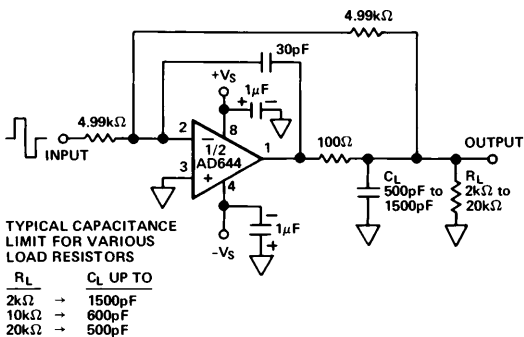 4.99kΩ
30pF
+VS
1μF
+ −
4.99kΩ
INPUT
2
8
−
1/2
AD644
1
3
+
4
100Ω
OUTPUT
CL
500pF to
1500pF
RL
2kΩ to
20kΩ
−
1μF
+
−VS
TYPICAL CAPACITANCE
LIMIT FOR VARIOUS
LOAD RESISTORS
RL CL UP TO
2kΩ → 1500pF
10kΩ → 600pF
20kΩ → 500pF